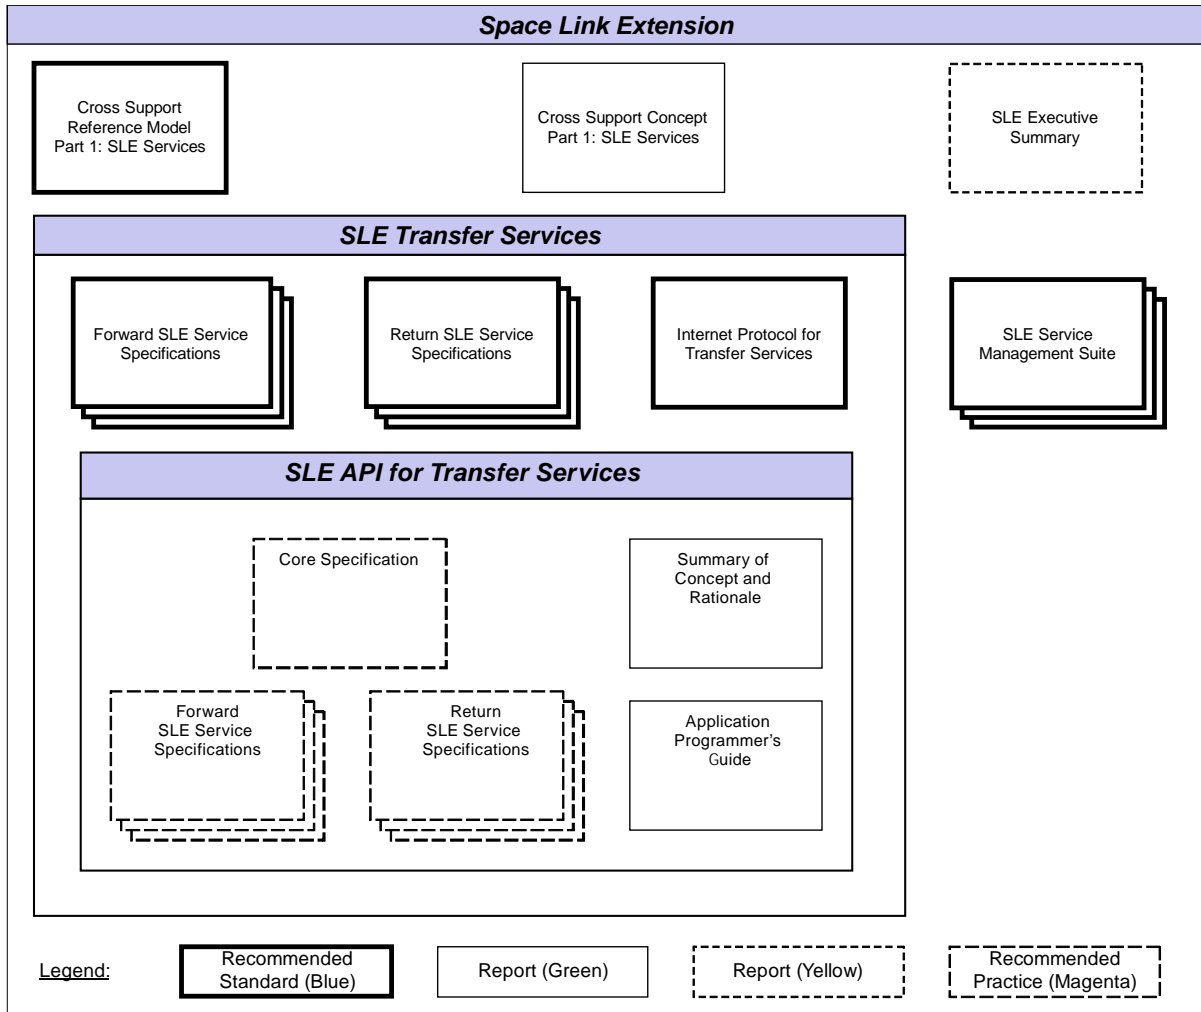 Space Link Extension
Cross Support
Reference Model
Part 1: SLE Services
Cross Support Concept
Part 1: SLE Services
SLE Executive
Summary
SLE Transfer Services
Forward SLE Service
Specifications
Return SLE Service
Specifications
Internet Protocol for
Transfer Services
SLE Service
Management Suite
SLE API for Transfer Services
Core Specification
Summary of
Concept and
Rationale
Forward
SLE Service
Specifications
Return
SLE Service
Specifications
Application
Programmer’s
Guide
Legend:
Recommended
Standard (Blue)
Report (Green)
Report (Yellow)
Recommended
Practice (Magenta)